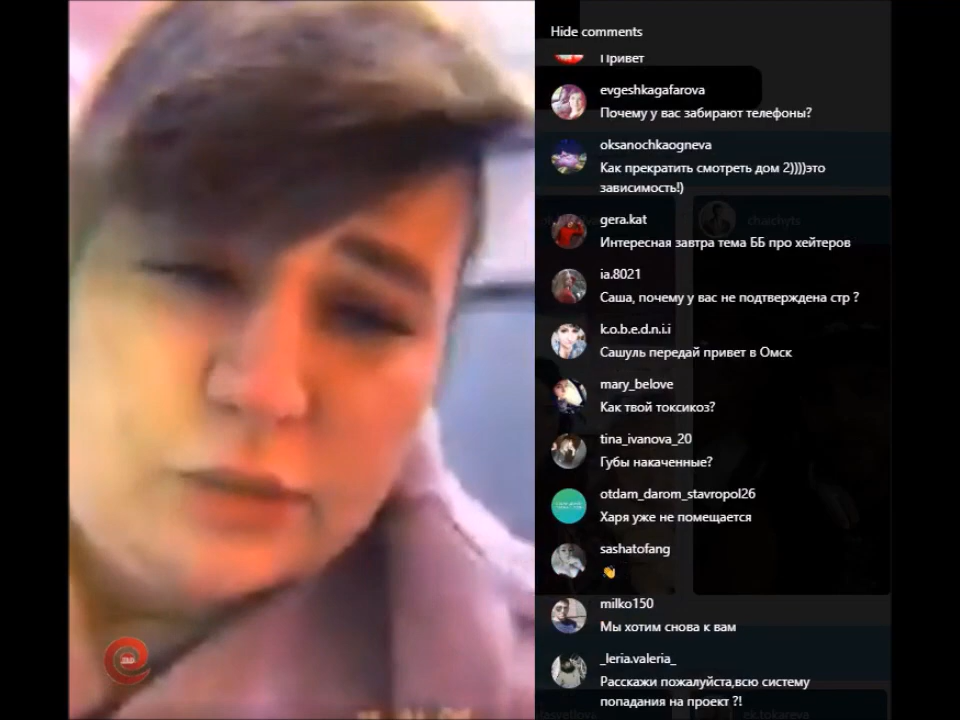 Hide comments
Привет
evgeshkagafarova
Почему у вас забирают телефоны?
oksanochkaogneva
Как прекратить смотреть дом 2))))это
зависимость!)
gera.kat
Интересная завтра тема ББ про хейтеров
chaichyts
ia.8021
Саша, почему у вас не подтверждена стр ?
k.o.b.e.d.n.i.i
Сашуль передай привет в Омск
mary_belove
Как твой токсикоз?
tina_ivanova_20
Губы накаченные?
otdam_darom_stavropol26
Харя уже не помещается
sashatofang
👏
milko150
Мы хотим снова к вам
_leria.valeria_
Расскажи пожалуйста,всю систему
попадания на проект ?!